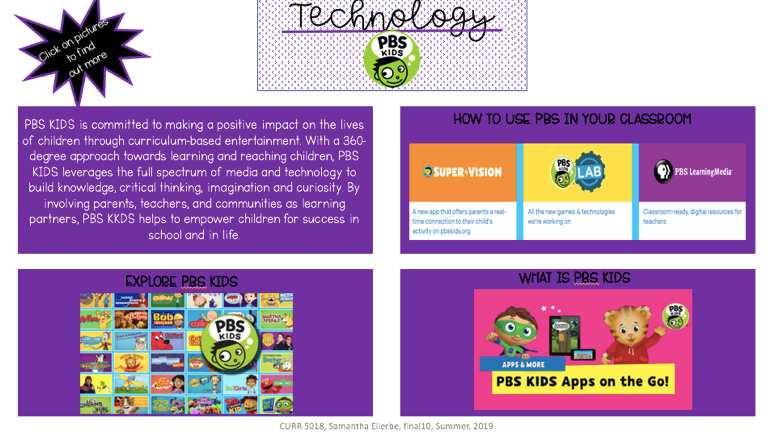 Technology
Click on pictures
to find
out more
PBS
KIDS
PBS KIDS is committed to making a positive impact on the lives
of children through curriculum-based entertainment. With a 360-
degree approach towards learning and reaching children, PBS
KIDS leverages the full spectrum of media and technology to
build knowledge, critical thinking, imagination and curiosity. By
involving parents, teachers, and communities as learning
partners, PBS KKDS helps to empower children for success in
school and in life.
HOW TO USE PBS IN YOUR CLASSROOM
SUPER VISION
PBS
KIDS
LAB
PBS LearningMedia
A new app that offers parents a real-
time connection to their child's
activity on pbskids.org
All the new games & technologies
we're working on
Classroom-ready, digital resources for
teachers
EXPLORE PBS KIDS
Bob
SciGirls
PBS
KIDS
WHAT IS PBS KIDS
PBS
KIDS
APPS & MORE
PBS KIDS Apps on the Go!
CURR 5018, Samantha Ellerbe, final10, Summer, 2019